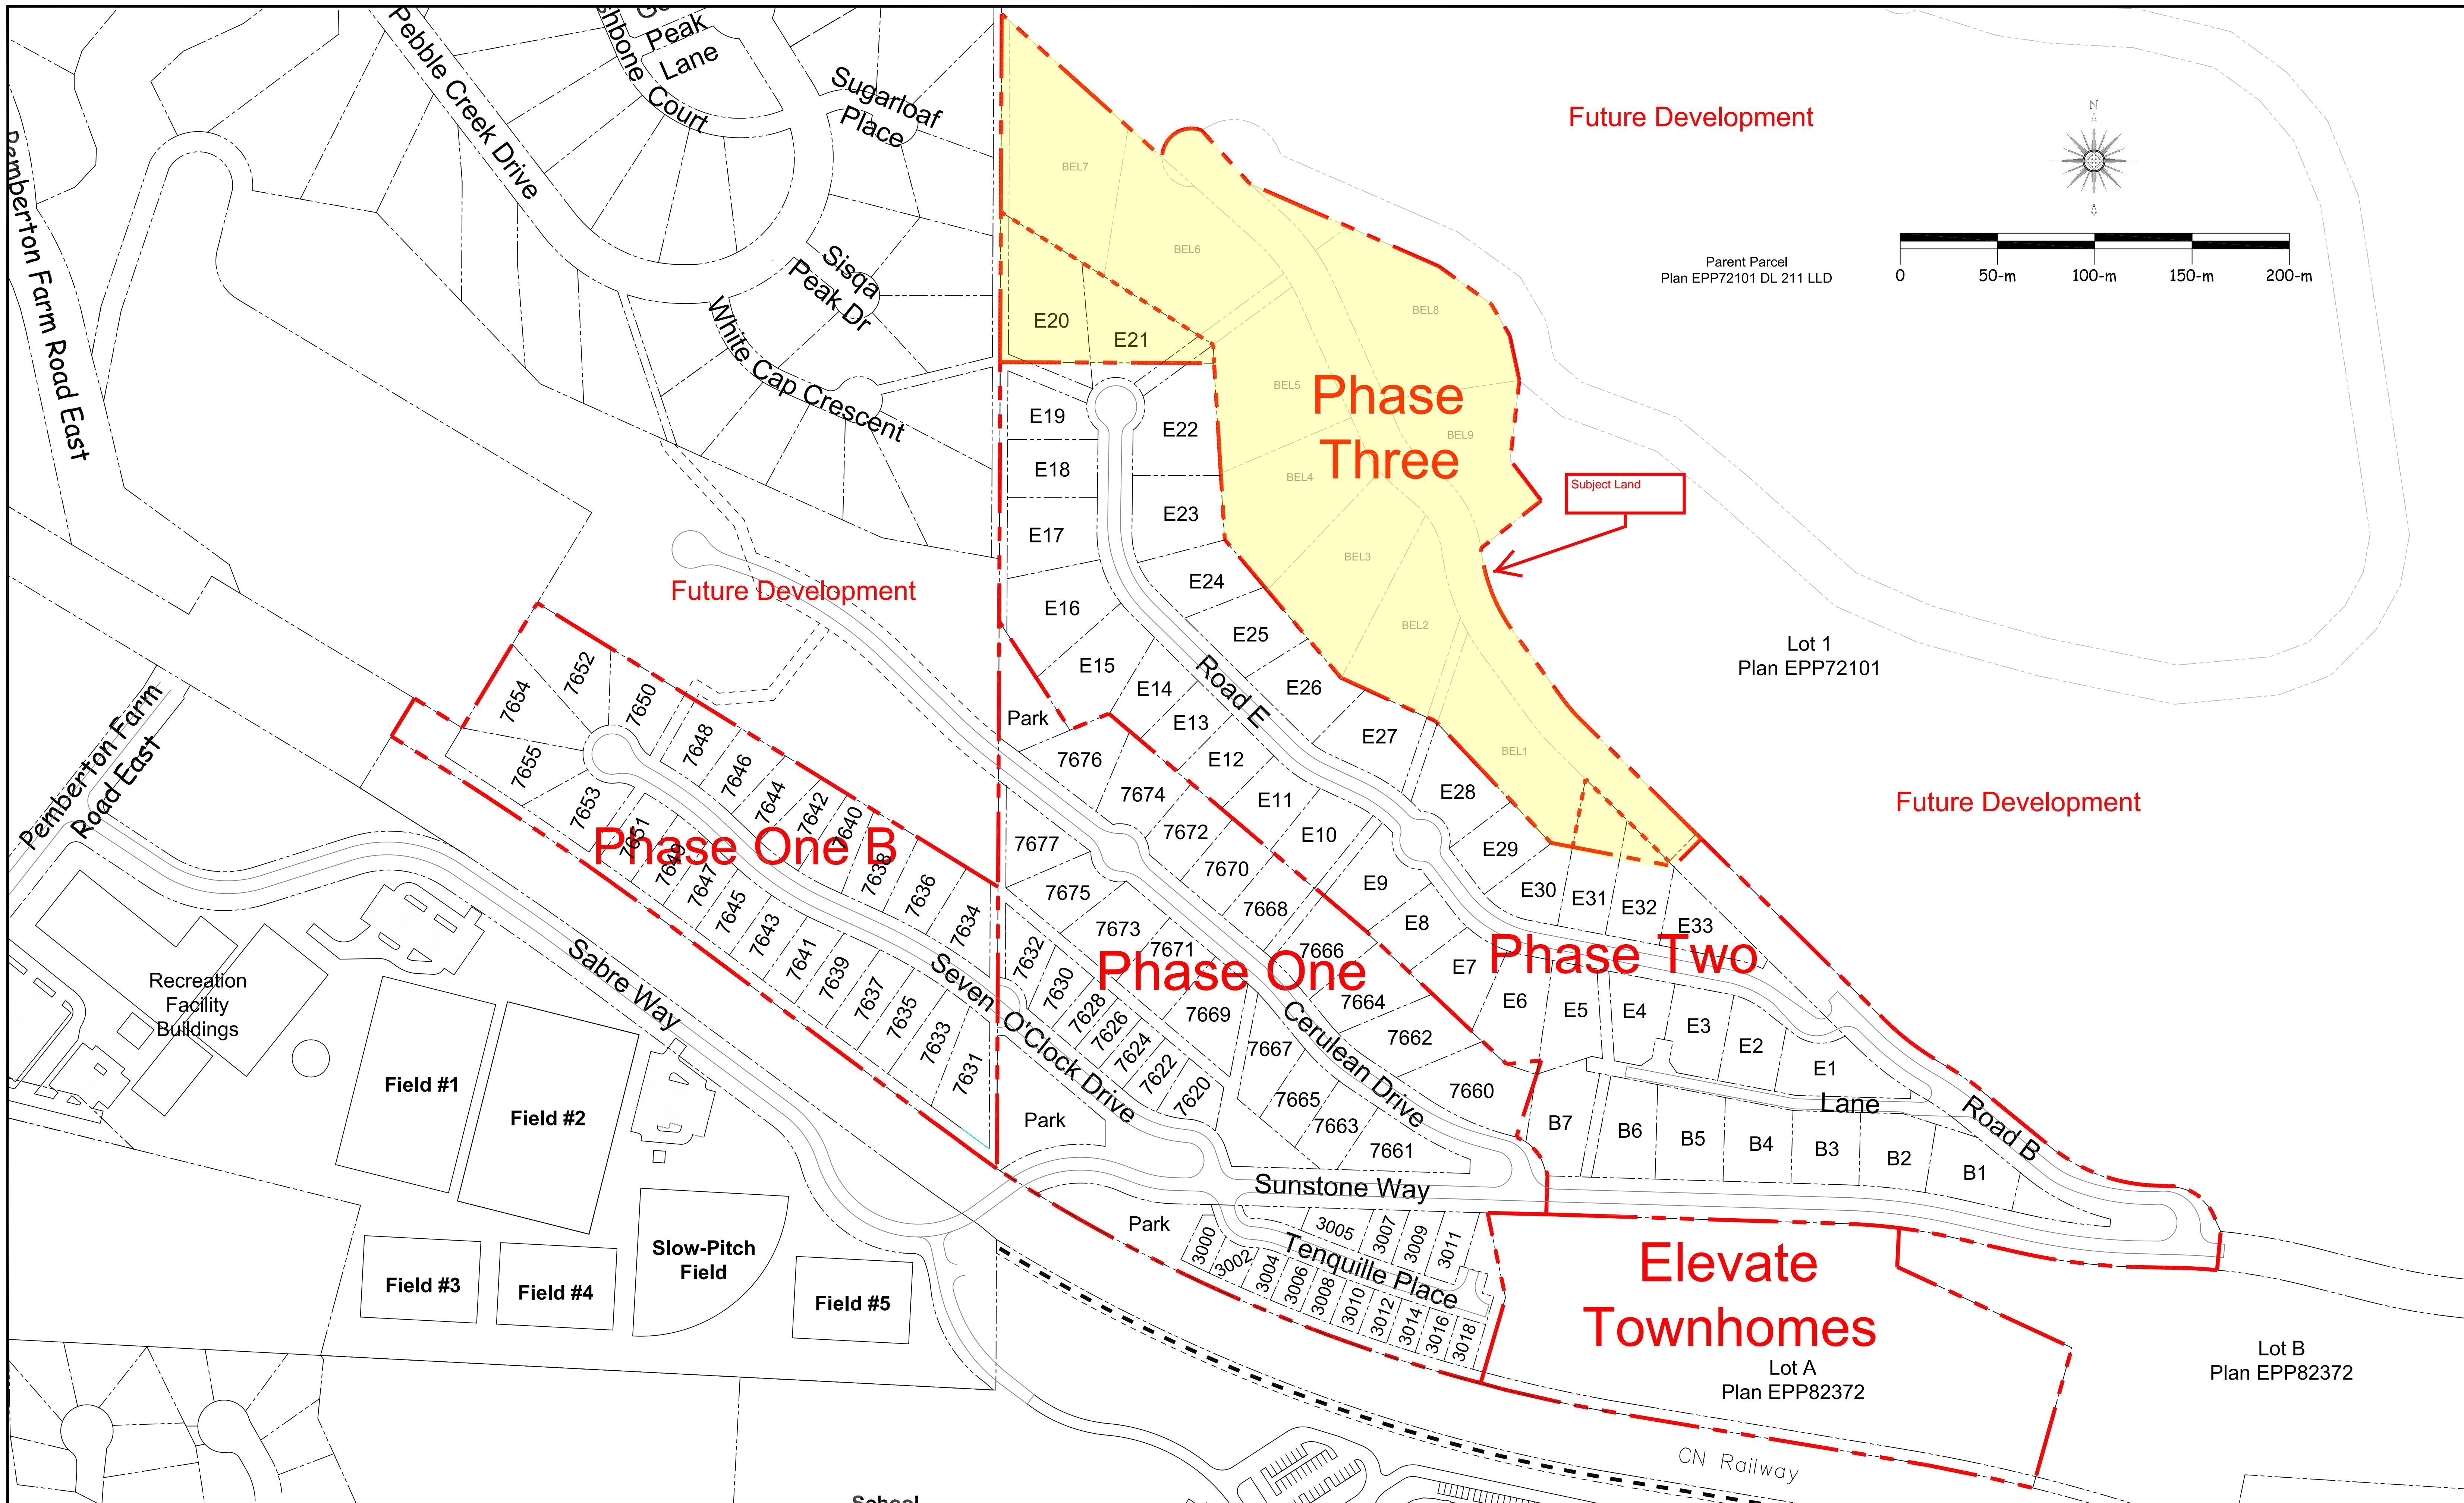 Pebble Creek Drive
Peak
Lane
Court
Sugarloaf
Place
Sisqa
Peak Dr
White Cap Crescent
Pemberton Farm Road East
Future Development
N
0
50-m
100-m
150-m
200-m
Parent Parcel
Plan EPP72101 DL 211 LLD
BEL7
BEL6
BEL8
BEL5
BEL9
BEL4
BEL3
BEL2
BEL1
Phase
Three
Subject Land
E20
E21
E19
E22
E18
E23
E17
E24
E16
E25
E15
E26
E14
E13
E27
E12
E28
E11
E10
E29
E9
E30
E31
E32
E33
E8
E7
E6
E5
E4
E3
E2
E1
Road E
Lot 1
Plan EPP72101
Future Development
Future Development
Park
7676
7674
7672
7670
7668
7666
7664
7662
7660
7677
7675
7673
7671
7669
7667
7665
7663
7661
Phase One
Phase Two
Phase One B
7654
7652
7650
7648
7646
7644
7642
7640
7638
7636
7634
7655
7653
7651
7649
7647
7645
7643
7641
7639
7637
7635
7633
7631
7632
7630
7628
7626
7624
7622
7620
Seven O'Clock Drive
Cerulean Drive
Sabre Way
Pemberton Farm
Road East
Recreation
Facility
Buildings
Field #1
Field #2
Field #3
Field #4
Slow-Pitch
Field
Field #5
Park
Lane
Road B
B7
B6
B5
B4
B3
B2
B1
Sunstone Way
Park
3000
3002
3004
3006
3008
3010
3012
3014
3016
3018
3005
3007
3009
3011
Tenquille Place
Elevate
Townhomes
Lot A
Plan EPP82372
Lot B
Plan EPP82372
CN Railway
School